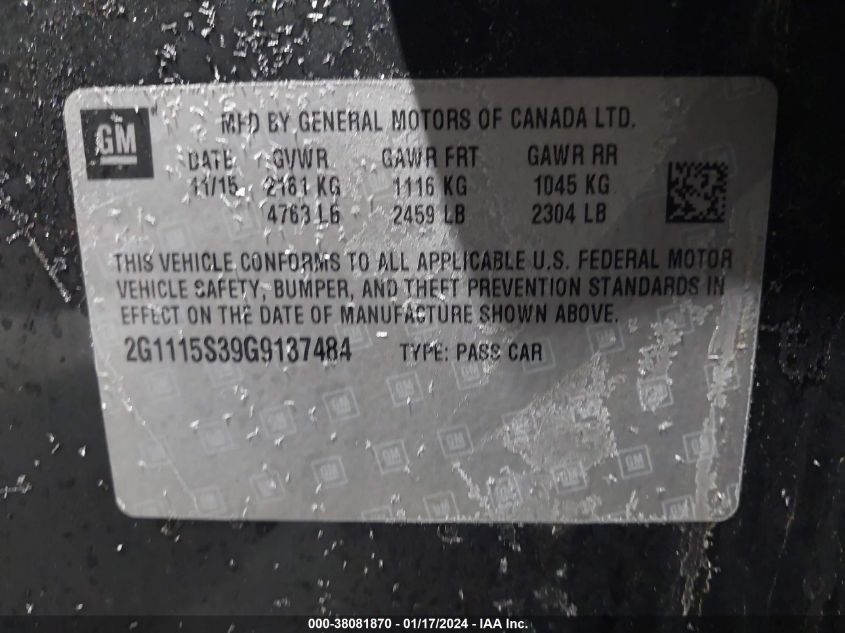 GM
MFD BY GENERAL MOTORS OF CANADA LTD.
DATE GVWR GAWR FRT GAWR RR
11/15 2161 KG 1116 KG 1045 KG
4763 LB 2459 LB 2304 LB
THIS VEHICLE CONFORMS TO ALL APPLICABLE U.S. FEDERAL MOTOR
VEHICLE SAFETY, BUMPER, AND THEFT PREVENTION STANDARDS IN
EFFECT ON THE DATE OF MANUFACTURE SHOWN ABOVE.
2G1115S39G9137484 TYPE: PASS CAR
000-38081870 - 01/17/2024 - IAA Inc.